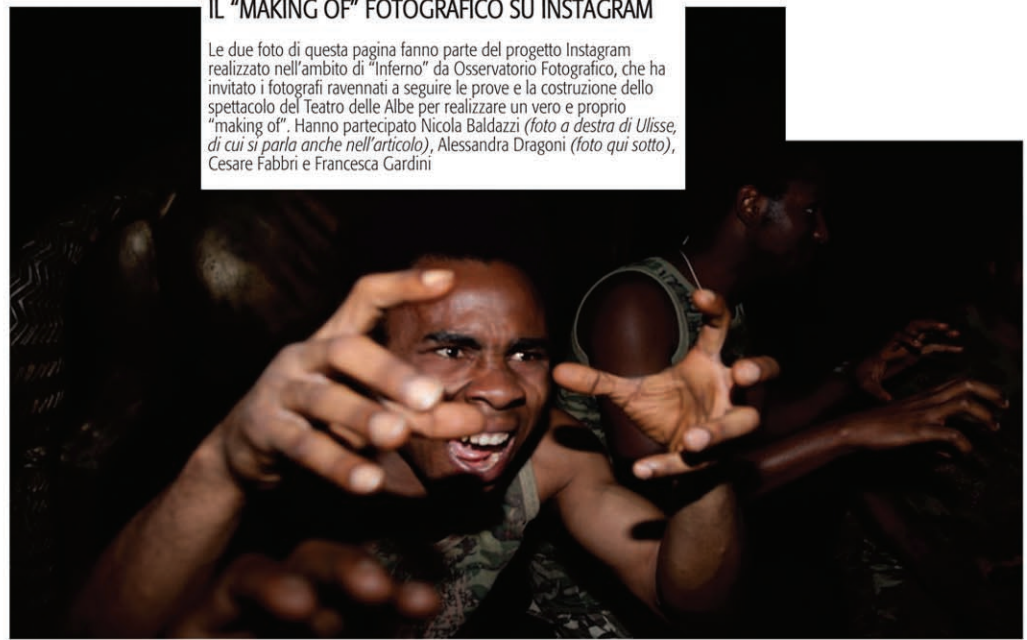 IL “MAKING OF” FOTOGRAFICO SU INSTAGRAM
Le due foto di questa pagina fanno parte del progetto Instagram
realizzato nell’ambito di “Inferno” da Osservatorio Fotografico, che ha
invitato i fotografi ravennati a seguire le prove e la costruzione dello
spettacolo del Teatro delle Albe per realizzare un vero e proprio
“making of”. Hanno partecipato Nicola Baldazzi (foto a destra di Ulisse,
di cui si parla anche nell’articolo), Alessandra Dragoni (foto qui sotto),
Cesare Fabbri e Francesca Gardini